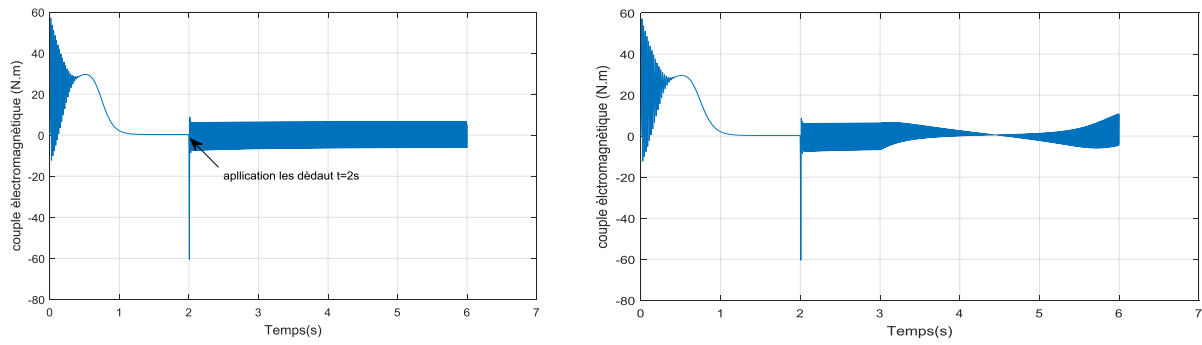 60
40
20
0
-20
-40
-60
-80
0 1 2 3 4 5 6 7
couple èlectromagnètique (N.m)
Temps(s)
apllication les dèdaut t=2s
60
40
20
0
-20
-40
-60
-80
0 1 2 3 4 5 6 7
couple èlctromagnètique (N.m)
Temps(s)